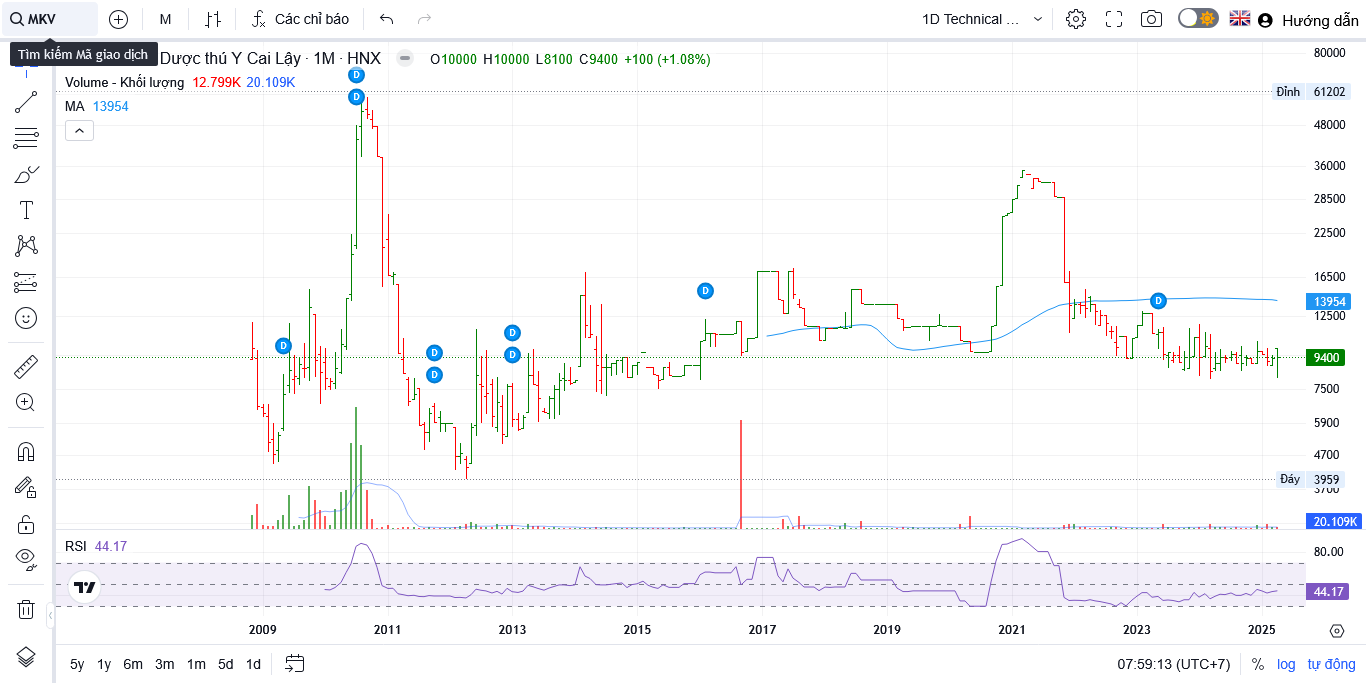 MKV
M
Các chỉ báo
1D Technical ...
Hướng dẫn
Tìm kiếm Mã giao dịch
Dược thú Y Cai Lậy · 1M · HNX
O10000 H10000 L8100 C9400 +100 (+1.08%)
Volume - Khối lượng 12.799K 20.109K
MA 13954
D
D
D
D
D
D
D
D
D
80000
Đỉnh 61202
48000
36000
28500
22500
16500
13954
12500
9400
7500
5900
4700
Đáy 3959
3700
20.109K
RSI 44.17
80.00
44.17
2009 2011 2013 2015 2017 2019 2021 2023 2025
5y 1y 6m 3m 1m 5d 1d
07:59:13 (UTC+7) % log tự động